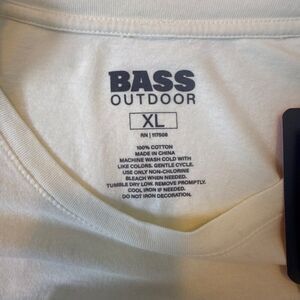 BASS
OUTDOOR
XL
RN | 117508
100% COTTON
MADE IN CHINA
MACHINE WASH COLD WITH
LIKE COLORS. GENTLE CYCLE.
USE ONLY NON-CHLORINE
BLEACH WHEN NEEDED.
TUMBLE DRY LOW. REMOVE PROMPTLY.
COOL IRON IF NEEDED.
DO NOT IRON DECORATION.